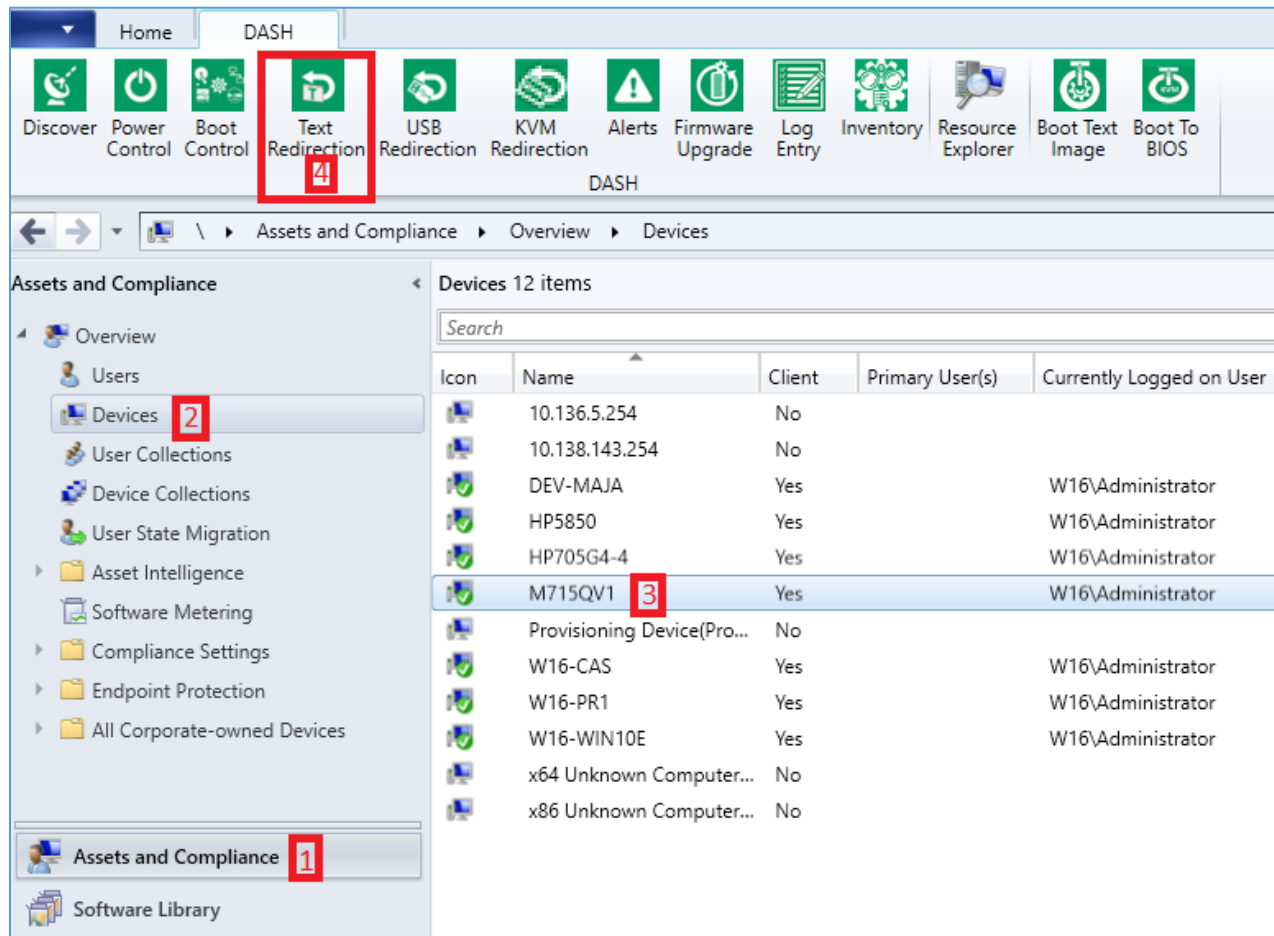 Home DASH
Discover Power Control Boot Control Text Redirection USB Redirection KVM Redirection Alerts Firmware Upgrade Log Entry Inventory Resource Explorer Boot Text Image Boot To BIOS
4
DASH
\ Assets and Compliance Overview Devices
Assets and Compliance
Overview
Users
Devices 2
User Collections
Device Collections
User State Migration
Asset Intelligence
Software Metering
Compliance Settings
Endpoint Protection
All Corporate-owned Devices
Assets and Compliance 1
Software Library
Devices 12 items
Search
Icon Name Client Primary User(s) Currently Logged on User
10.136.5.254 No
10.138.143.254 No
DEV-MAJA Yes W16\Administrator
HP5850 Yes W16\Administrator
HP705G4-4 Yes W16\Administrator
M715QV1 3 Yes W16\Administrator
Provisioning Device(Pro... No
W16-CAS Yes W16\Administrator
W16-PR1 Yes W16\Administrator
W16-WIN10E Yes W16\Administrator
x64 Unknown Computer... No
x86 Unknown Computer... No